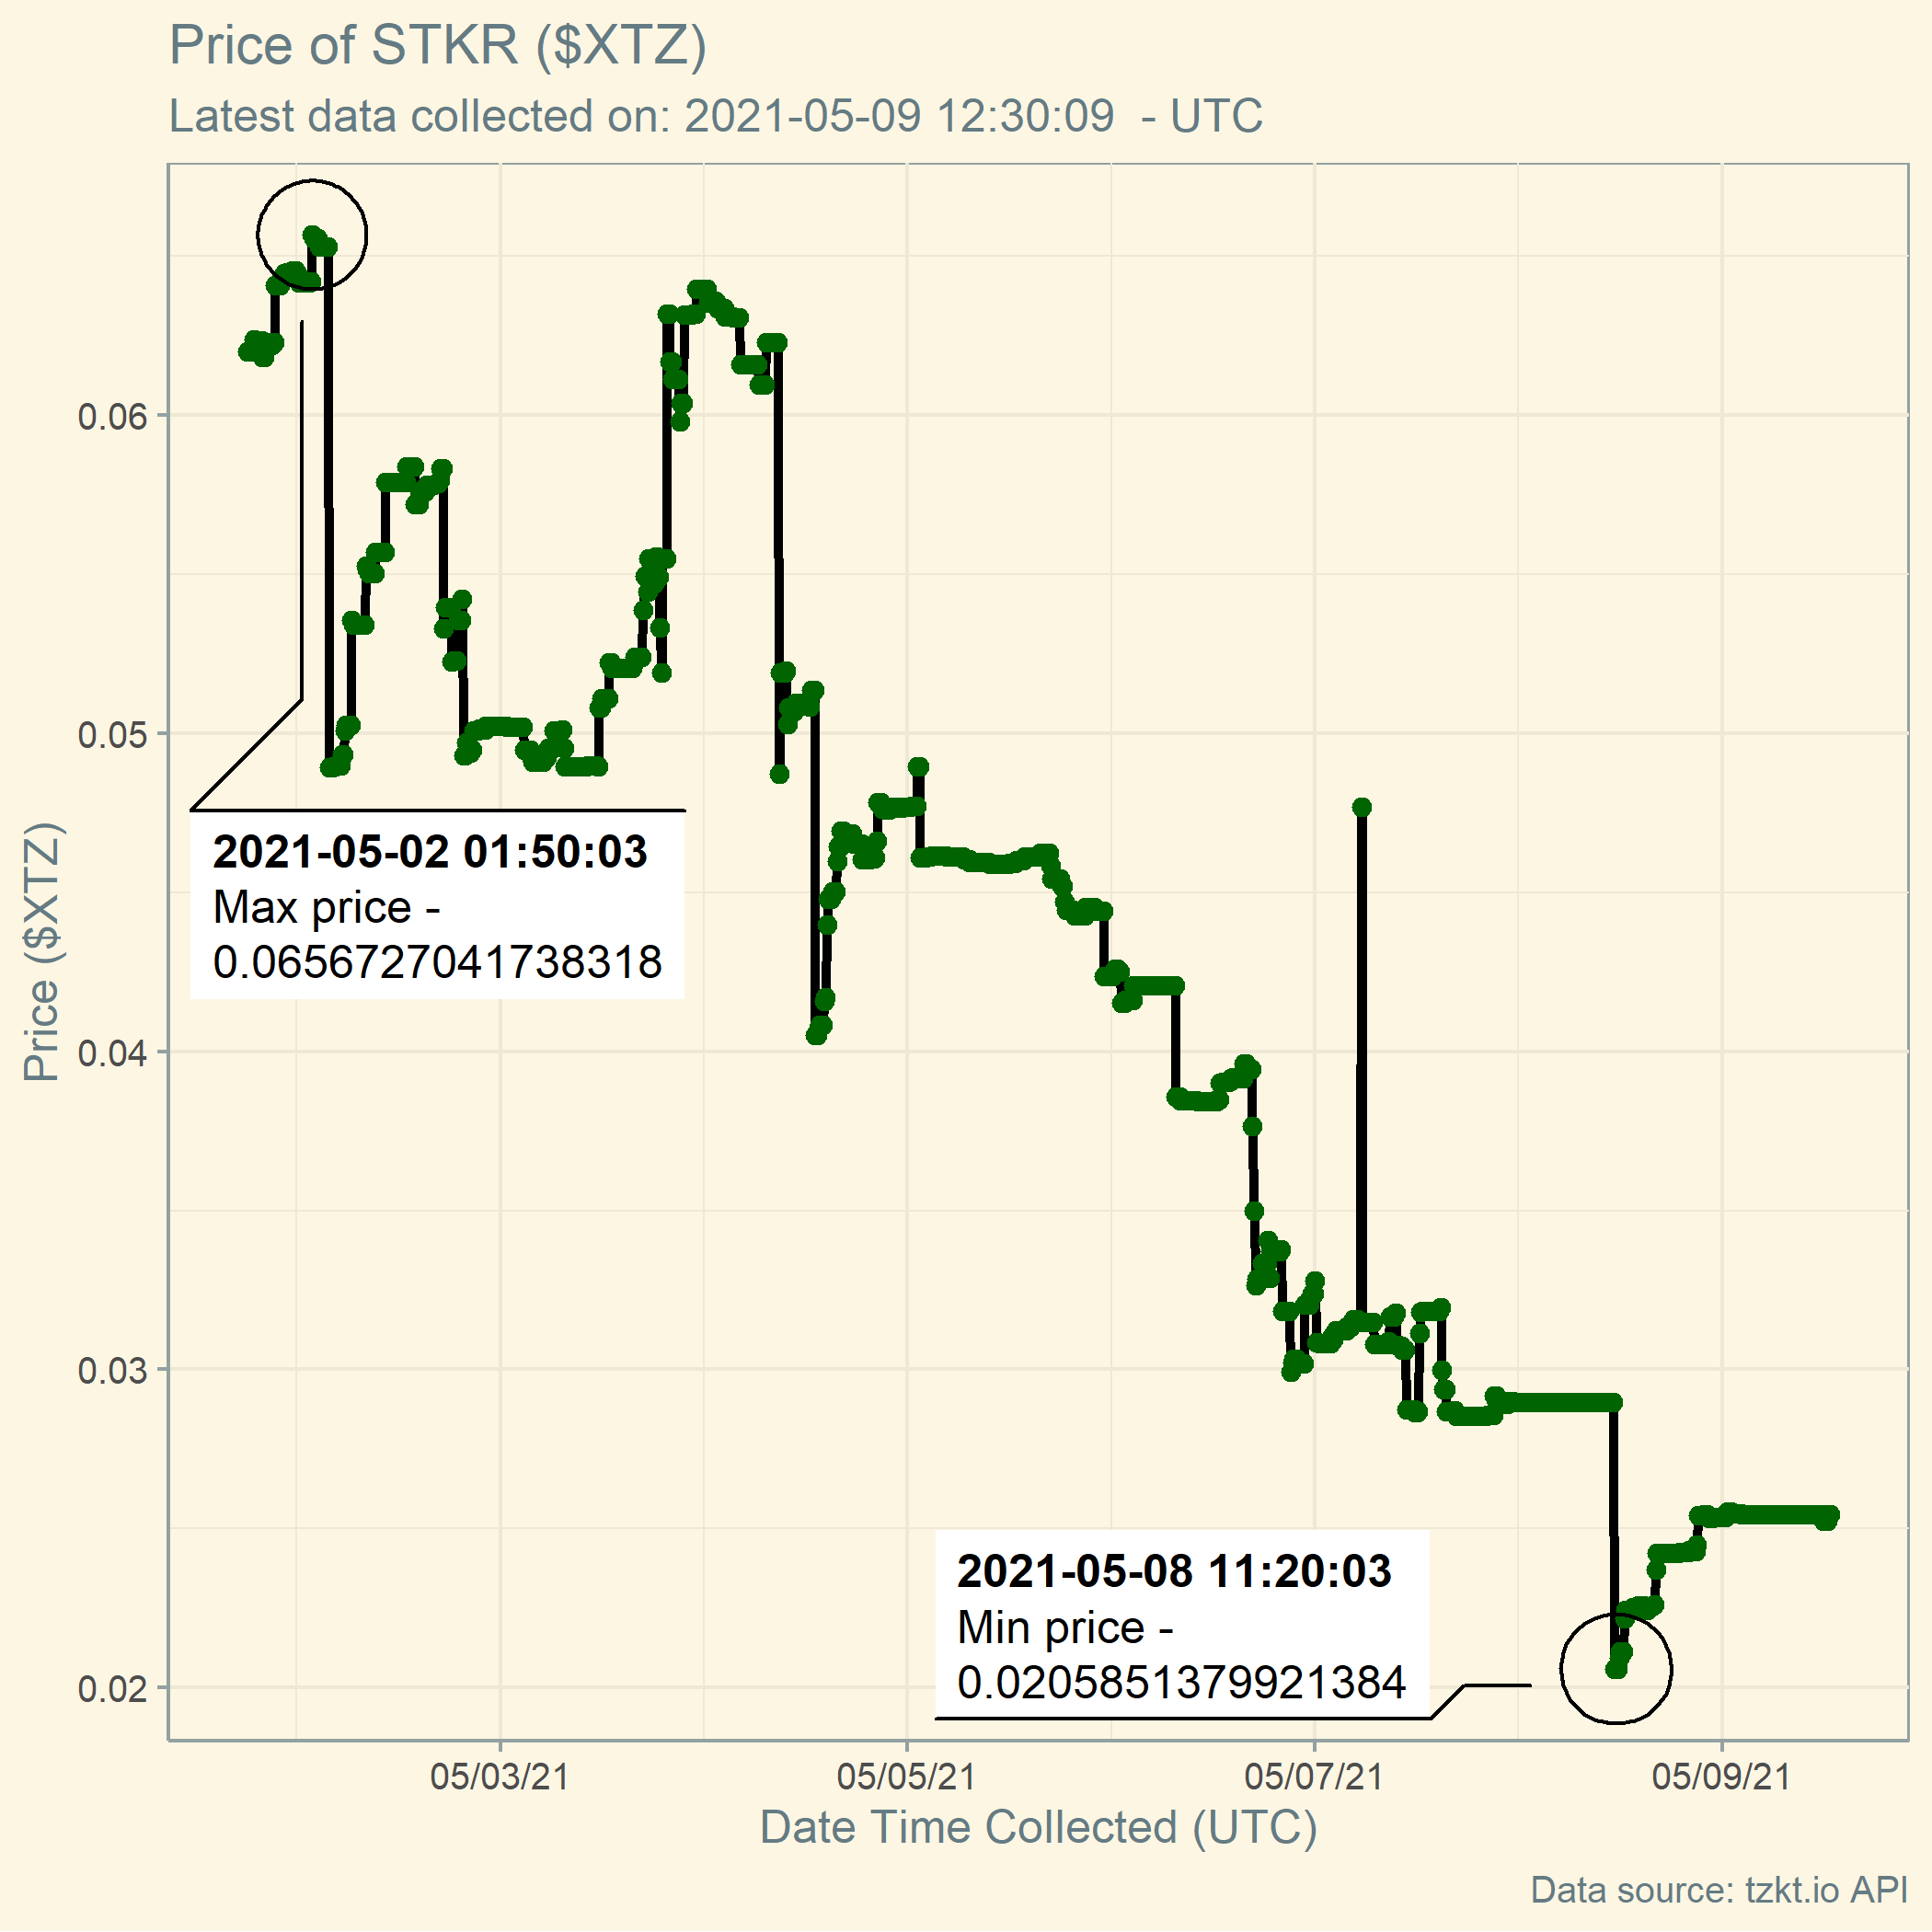 Price of STKR ($XTZ)
Latest data collected on: 2021-05-09 12:30:09  - UTC
Price ($XTZ)
0.06
0.05
0.04
0.03
0.02
2021-05-02 01:50:03
Max price -
0.0656727041738318
2021-05-08 11:20:03
Min price -
0.0205851379921384
05/03/21
05/05/21
05/07/21
05/09/21
Date Time Collected (UTC)
Data source: tzkt.io API